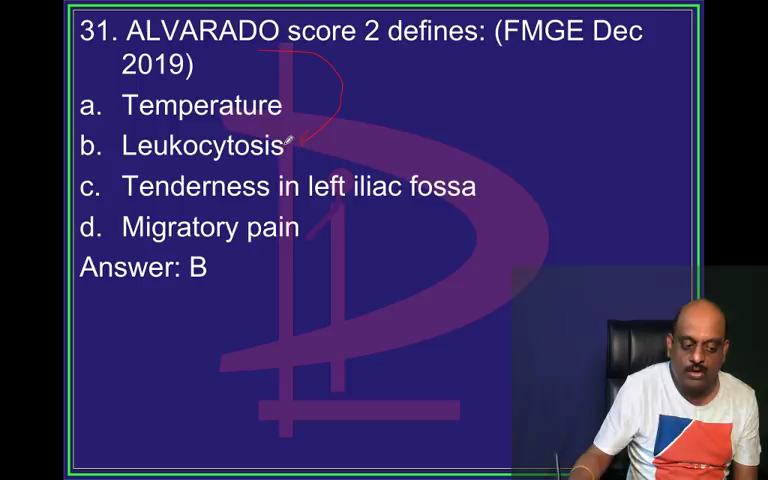 31. ALVARADO score 2 defines: (FMGE Dec
2019)
a. Temperature
b. Leukocytosis
c. Tenderness in left iliac fossa
d. Migratory pain
Answer: B